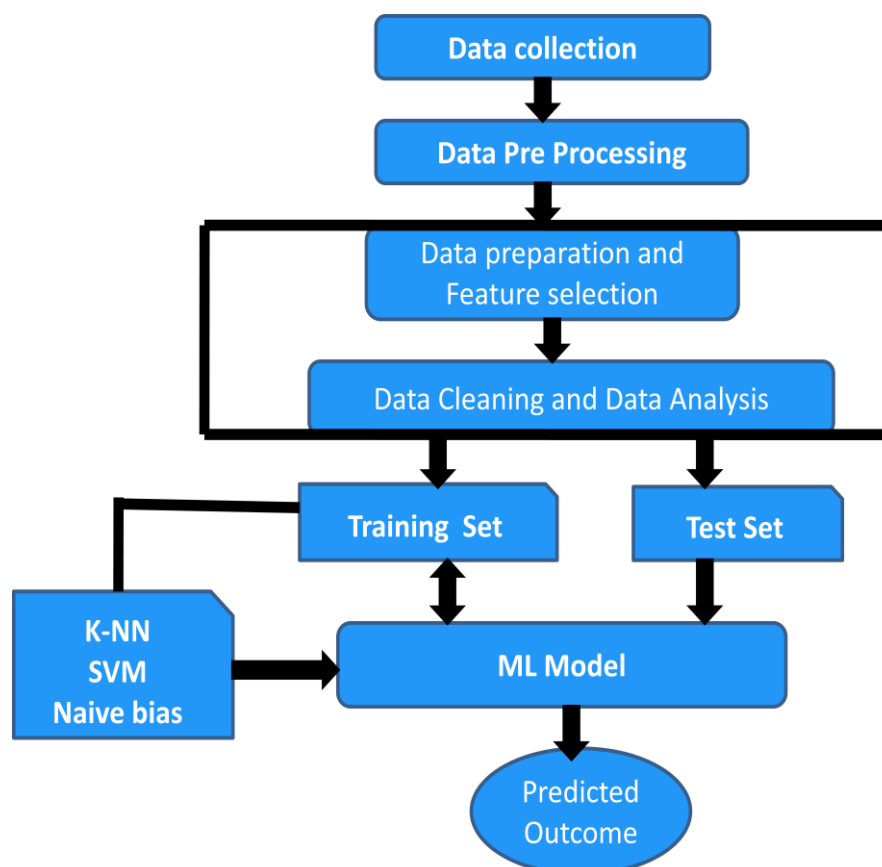 Data collection
Data Pre Processing
Data preparation and
Feature selection
Data Cleaning and Data Analysis
Training Set
Test Set
K-NN
SVM
Naive bias
ML Model
Predicted
Outcome